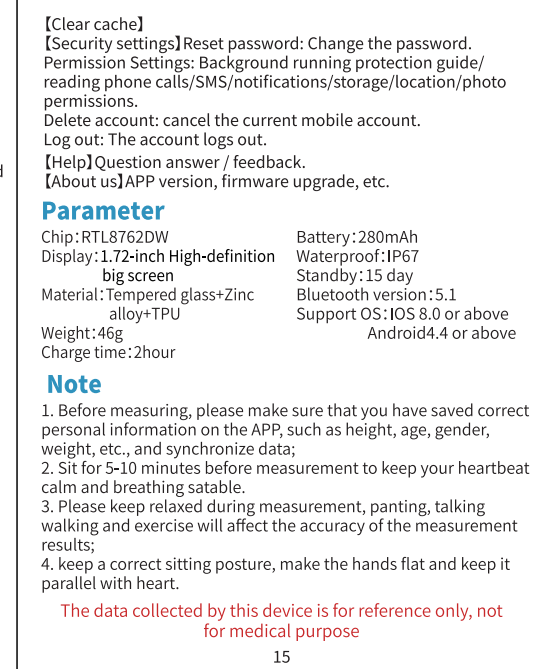 【Clear cache】
【Security settings】Reset password: Change the password.
Permission Settings: Background running protection guide/
reading phone calls/SMS/notifications/storage/location/photo
permissions.
Delete account: cancel the current mobile account.
Log out: The account logs out.
【Help】Question answer / feedback.
【About us】APP version, firmware upgrade, etc.
Parameter
Chip:RTL8762DW
Display:1.72-inch High-definition
big screen
Material:Tempered glass+Zinc
alloy+TPU
Weight:46g
Charge time:2hour
Battery:280mAh
Waterproof:IP67
Standby:15 day
Bluetooth version:5.1
Support OS:IOS 8.0 or above
Android4.4 or above
Note
1. Before measuring, please make sure that you have saved correct
personal information on the APP, such as height, age, gender,
weight, etc., and synchronize data;
2. Sit for 5-10 minutes before measurement to keep your heartbeat
calm and breathing satable.
3. Please keep relaxed during measurement, panting, talking
walking and exercise will affect the accuracy of the measurement
results;
4. keep a correct sitting posture, make the hands flat and keep it
parallel with heart.
The data collected by this device is for reference only, not
for medical purpose
15